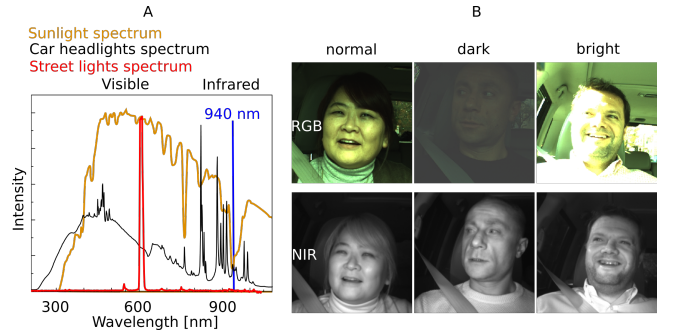 A
B
Sunlight spectrum
Car headlights spectrum
Street lights spectrum
Visible
Infrared
940 nm
Intensity
300
600
900
Wavelength [nm]
normal
dark
bright
RGB
NIR